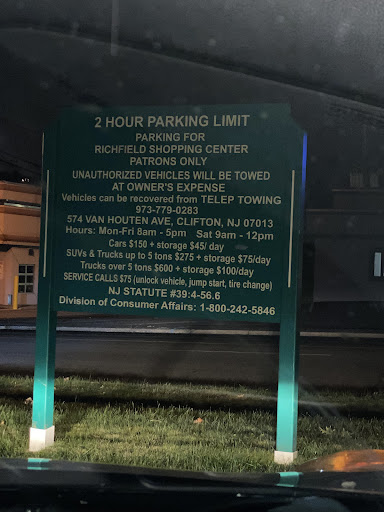 2 HOUR PARKING LIMIT
PARKING FOR
RICHFIELD SHOPPING CENTER
PATRONS ONLY
UNAUTHORIZED VEHICLES WILL BE TOWED
AT OWNER'S EXPENSE
Vehicles can be recovered from TELEP TOWING
973-779-0283
574 VAN HOUTEN AVE, CLIFTON, NJ 07013
Hours: Mon-Fri 8am - 5pm Sat 9am - 12pm
Cars $150 + storage $45/ day
SUVs & Trucks up to 5 tons $275 + storage $75/day
Trucks over 5 tons $600 + storage $100/day
SERVICE CALLS $75 (unlock vehicle, jump start, tire change)
NJ STATUTE #39:4-56.6
Division of Consumer Affairs: 1-800-242-5846